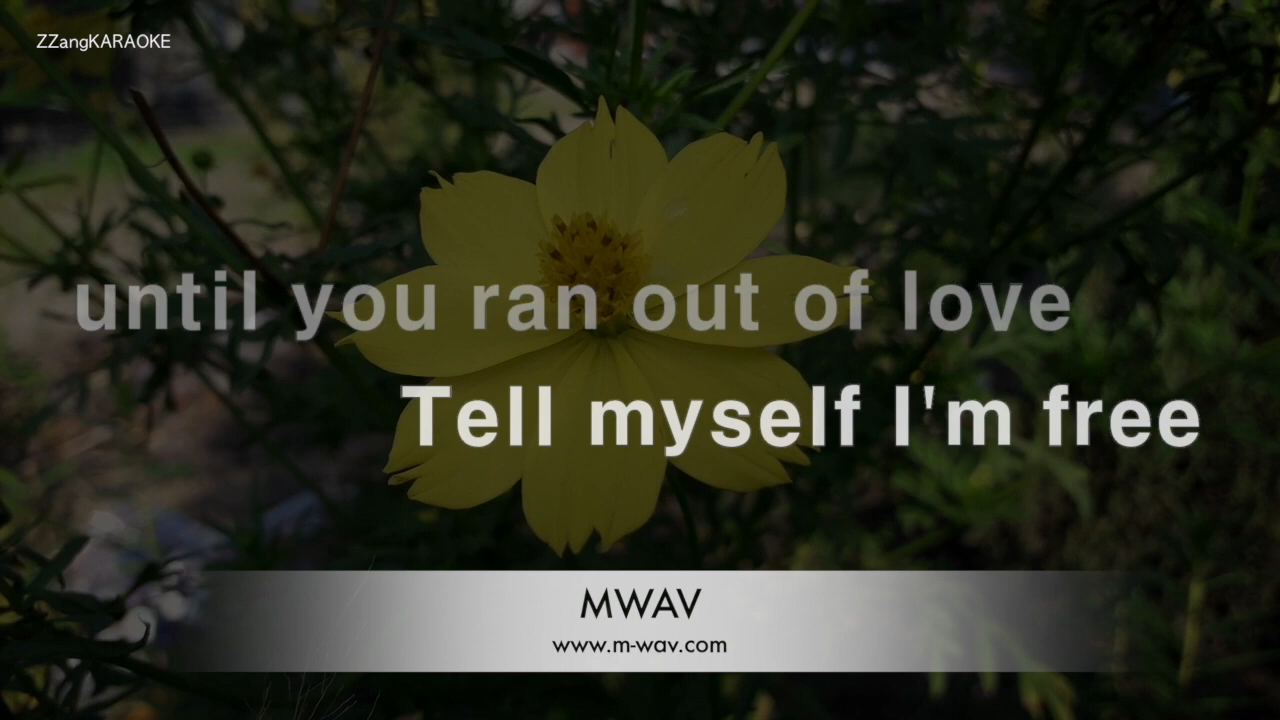 ZZangKARAOKE
until you ran out of love
Tell myself I'm free
MWAV
www.m-wav.com